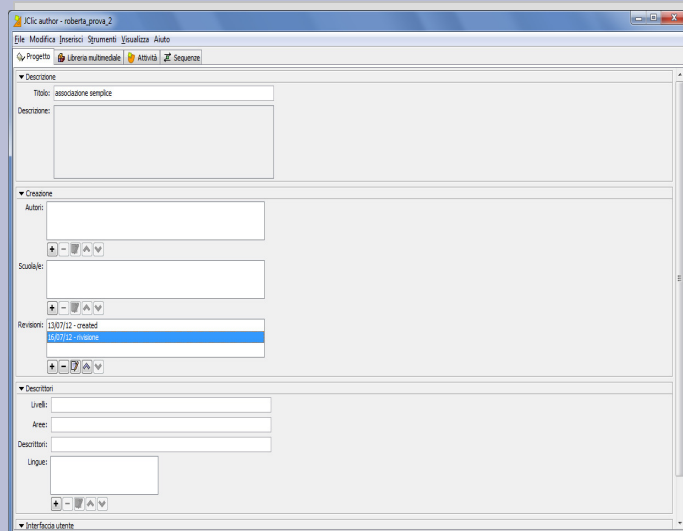 JClic author - roberta_prova_2
File Modifica Inserisci Strumenti Visualizza Aiuto
Progetto Libreria multimediale Attività Sequenze
Descrizione
Titolo: associazione semplice
Descrizione:
Creazione
Autori:
Scuola/e:
Revisioni: 13/07/12 - created
16/07/12 - rivisione
Descrittori
Livelli:
Aree:
Descrittori:
Lingue:
Interfaccia utente